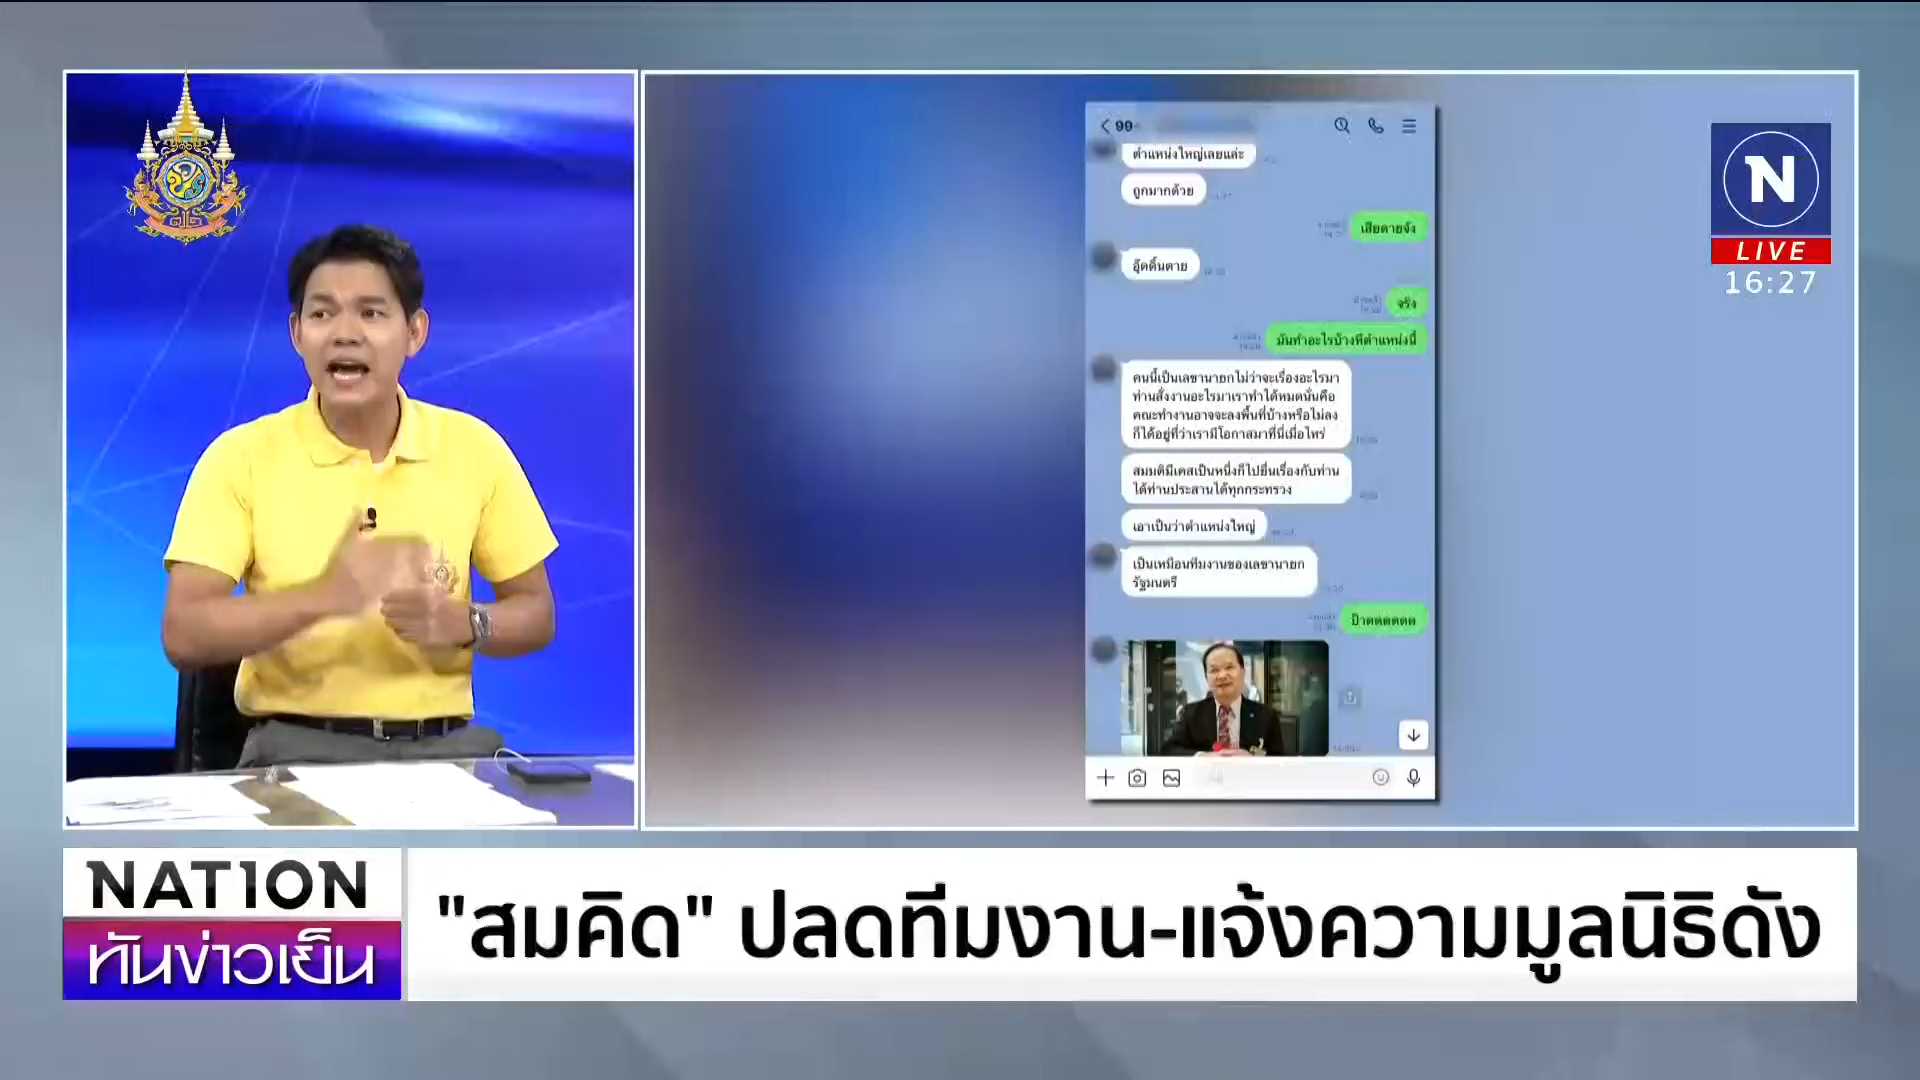 N
LIVE
16:27
99
ตำแหน่งใหญ่เลยแล่ะ
ถูกมากด้วย
เสียดายจัง
อุ๊ดดิ้นตาย
จริง
มันทำอะไรบ้างพี่ตำแหน่งนี้
คนนี้เป็นเลขานายกไม่ว่าจะเรื่องอะไรมา
ท่านสั่งงานอะไรมาเราทำได้หมดนั่นคือ
คณะทำงานอาจจะลงพื้นที่บ้างหรือไม่ลง
ก็ได้อยู่ที่ว่าเรามีโอกาสมาที่นี่เมื่อไหร่
สมมติมีเคสเป็นหนึ่งก็ไปยื่นเรื่องกับท่าน
ได้ท่านประสานได้ทุกกระทรวง
เอาเป็นว่าตำแหน่งใหญ่
เป็นเหมือนทีมงานของเลขานายก
รัฐมนตรี
ป๊าดดดดดด
NATION
ทันข่าวเย็น
"สมคิด" ปลดทีมงาน-แจ้งความมูลนิธิดัง